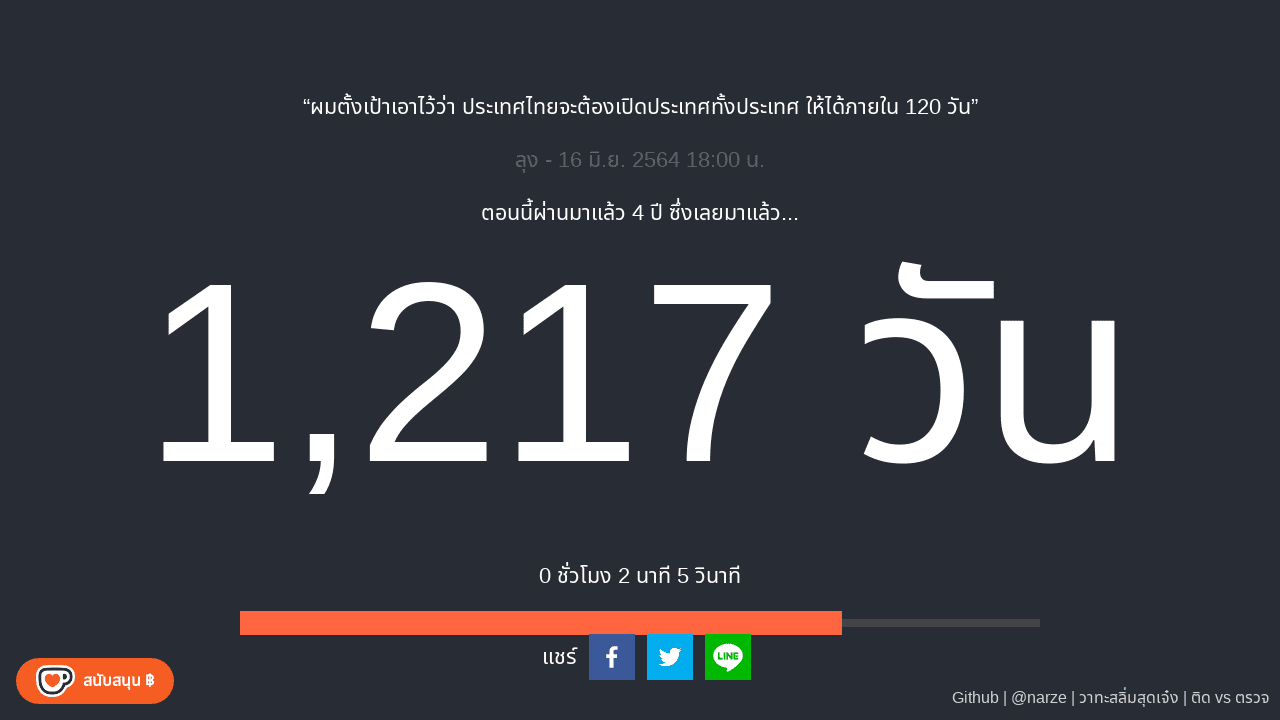 “ผมตั้งเป้าเอาไว้ว่า ประเทศไทยจะต้องเปิดประเทศทั้งประเทศ ให้ได้ภายใน 120 วัน”
ลุง - 16 มิ.ย. 2564 18:00 น.
ตอนนี้ผ่านมาแล้ว 4 ปี ซึ่งเลยมาแล้ว...
1,217 วัน
0 ชั่วโมง 2 นาที 5 วินาที
แชร์ LINE
สนับสนุน ฿
Github | @narze | วาทะสลิ่มสุดเจ๋ง | ติด vs ตรวจ